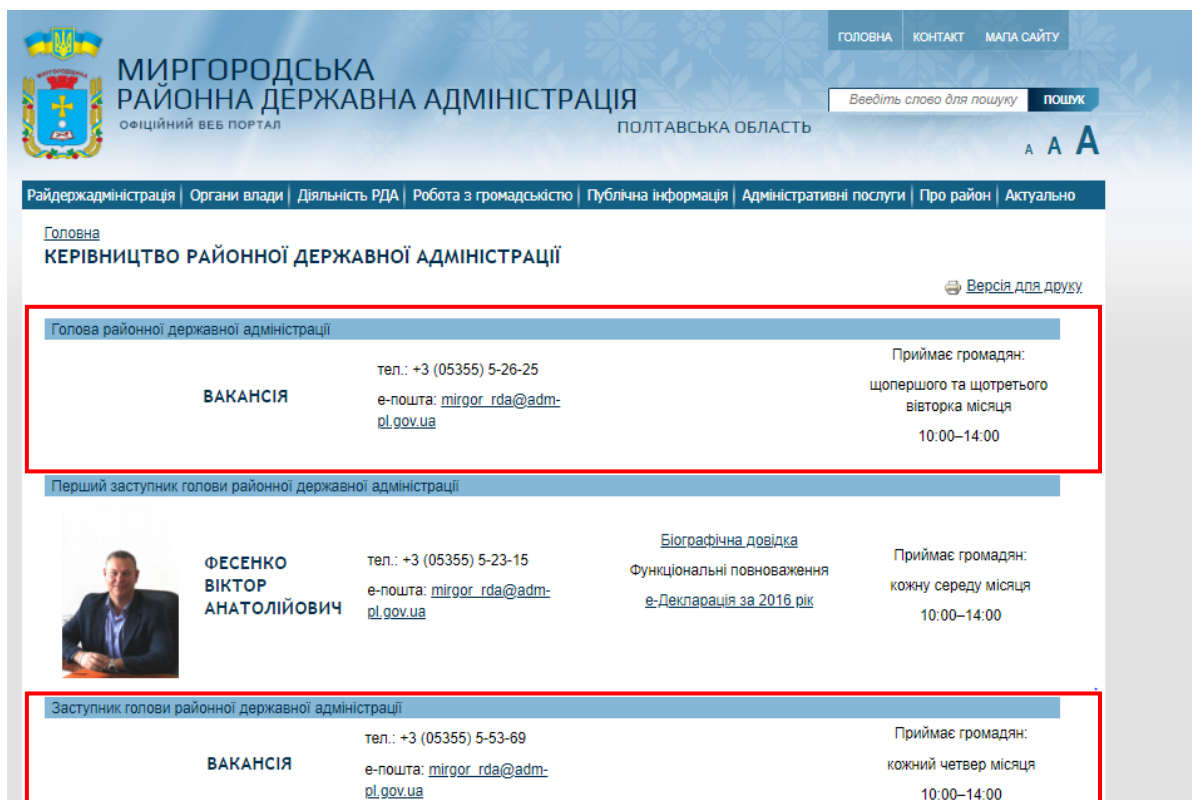 ГОЛОВНА КОНТАКТ МАПА САЙТУ
МИРГОРОДЩИНА
МИРГОРОДСЬКА
РАЙОННА ДЕРЖАВНА АДМІНІСТРАЦІЯ
ОФІЦІЙНИЙ ВЕБ ПОРТАЛ
ПОЛТАВСЬКА ОБЛАСТЬ
Введіть слово для пошуку ПОШУК
А А А
Райдержадміністрація Органи влади Діяльність РДА Робота з громадськістю Публічна інформація Адміністративні послуги Про район Актуально
Головна
КЕРІВНИЦТВО РАЙОННОЇ ДЕРЖАВНОЇ АДМІНІСТРАЦІЇ
Версія для друку
Голова районної державної адміністрації
ВАКАНСІЯ
тел.: +3 (05355) 5-26-25
е-пошта: mirgor_rda@adm-
pl.gov.ua
Приймає громадян:
щопершого та щотретього
вівторка місяця
10:00–14:00
Перший заступник голови районної державної адміністрації
ФЕСЕНКО
ВІКТОР
АНАТОЛІЙОВИЧ
тел.: +3 (05355) 5-23-15
е-пошта: mirgor_rda@adm-
pl.gov.ua
Біографічна довідка
Функціональні повноваження
е-Декларація за 2016 рік
Приймає громадян:
кожну середу місяця
10:00–14:00
Заступник голови районної державної адміністрації
ВАКАНСІЯ
тел.: +3 (05355) 5-53-69
е-пошта: mirgor_rda@adm-
pl.gov.ua
Приймає громадян:
кожний четвер місяця
10:00–14:00